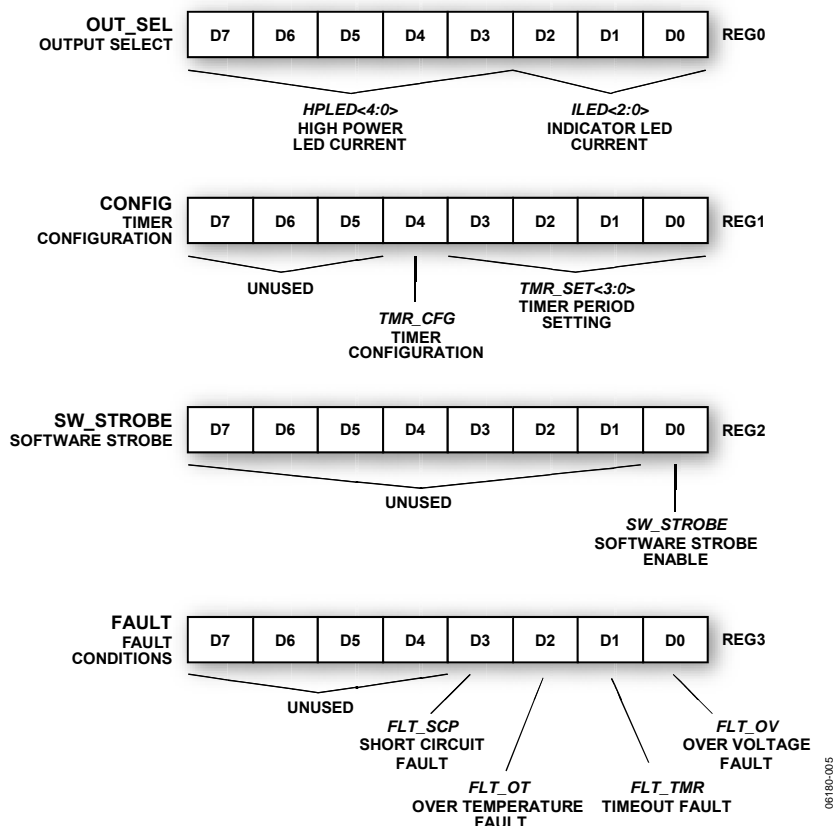 OUT_SEL
OUTPUT SELECT
D7 D6 D5 D4 D3 D2 D1 D0 REG0
HPLED<4:0>
HIGH POWER
LED CURRENT
ILED<2:0>
INDICATOR LED
CURRENT
CONFIG
TIMER
CONFIGURATION
D7 D6 D5 D4 D3 D2 D1 D0 REG1
UNUSED
TMR_CFG
TIMER
CONFIGURATION
TMR_SET<3:0>
TIMER PERIOD
SETTING
SW_STROBE
SOFTWARE STROBE
D7 D6 D5 D4 D3 D2 D1 D0 REG2
UNUSED
SW_STROBE
SOFTWARE STROBE
ENABLE
FAULT
FAULT
CONDITIONS
D7 D6 D5 D4 D3 D2 D1 D0 REG3
UNUSED
FLT_SCP
SHORT CIRCUIT
FAULT
FLT_OT
OVER TEMPERATURE
FAULT
FLT_TMR
TIMEOUT FAULT
FLT_OV
OVER VOLTAGE
FAULT
06180-005